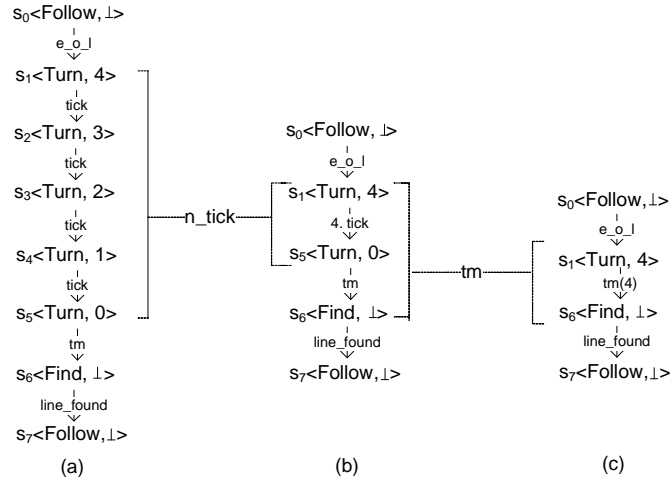 s₀<Follow, ⊥>
e_o_l
s₁<Turn, 4>
tick
s₂<Turn, 3>
tick
s₃<Turn, 2>
tick
s₄<Turn, 1>
tick
s₅<Turn, 0>
tm
s₆<Find, ⊥>
line_found
s₇<Follow,⊥>
(a)
n_tick
s₀<Follow, ⊥>
e_o_l
s₁<Turn, 4>
4. tick
s₅<Turn, 0>
tm
s₆<Find, ⊥>
line_found
s₇<Follow,⊥>
(b)
tm
s₀<Follow, ⊥>
e_o_l
s₁<Turn, 4>
tm(4)
s₆<Find, ⊥>
line_found
s₇<Follow,⊥>
(c)